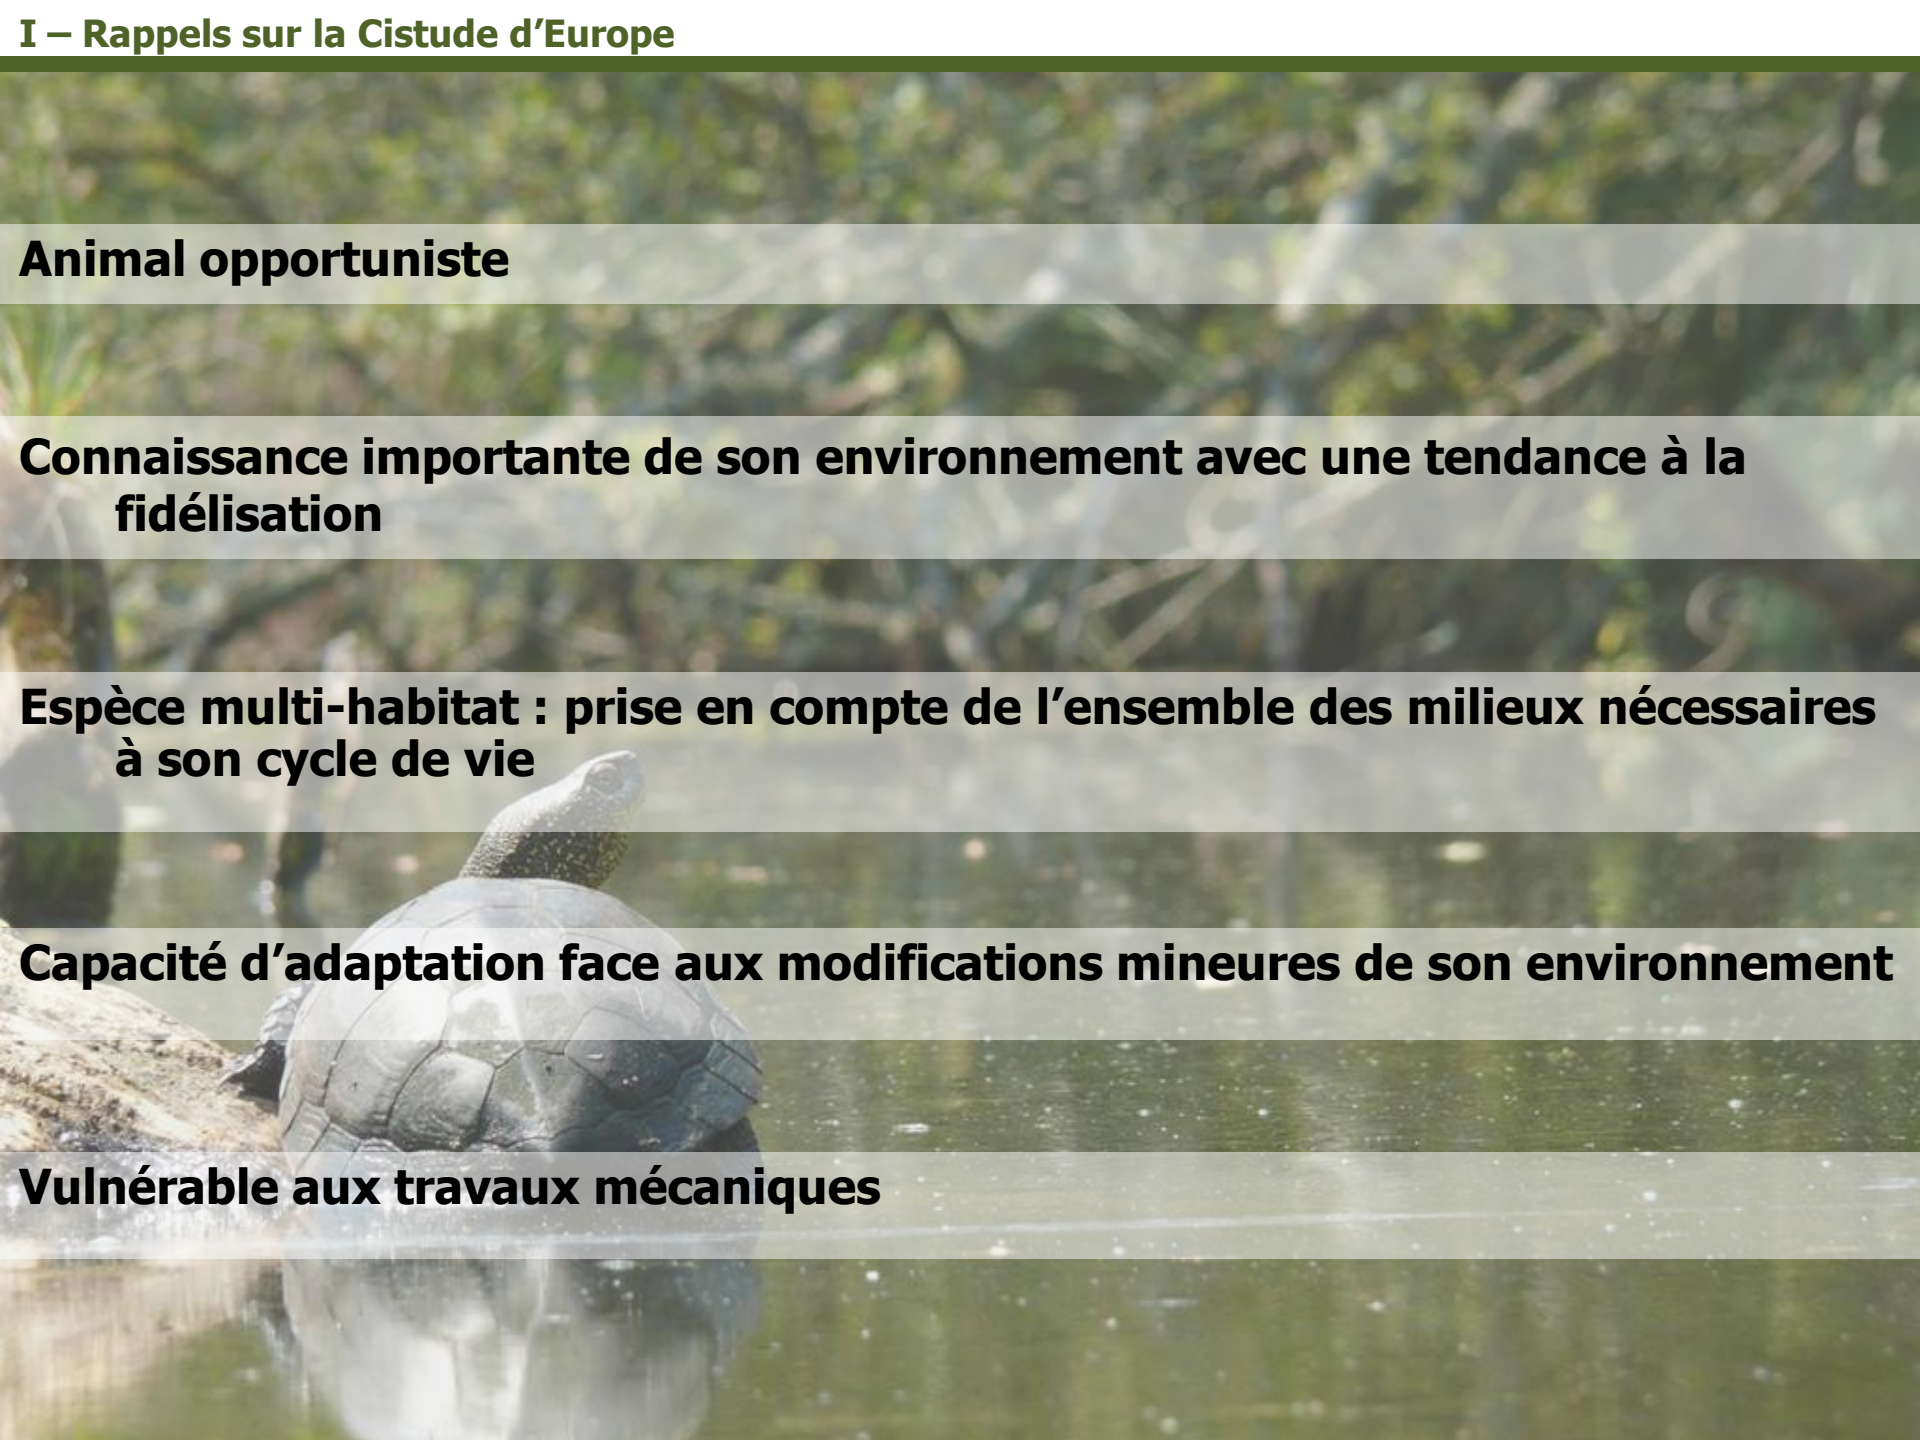 I – Rappels sur la Cistude d’Europe
Animal opportuniste
Connaissance importante de son environnement avec une tendance à la
fidélisation
Espèce multi-habitat : prise en compte de l’ensemble des milieux nécessaires
à son cycle de vie
Capacité d’adaptation face aux modifications mineures de son environnement
Vulnérable aux travaux mécaniques